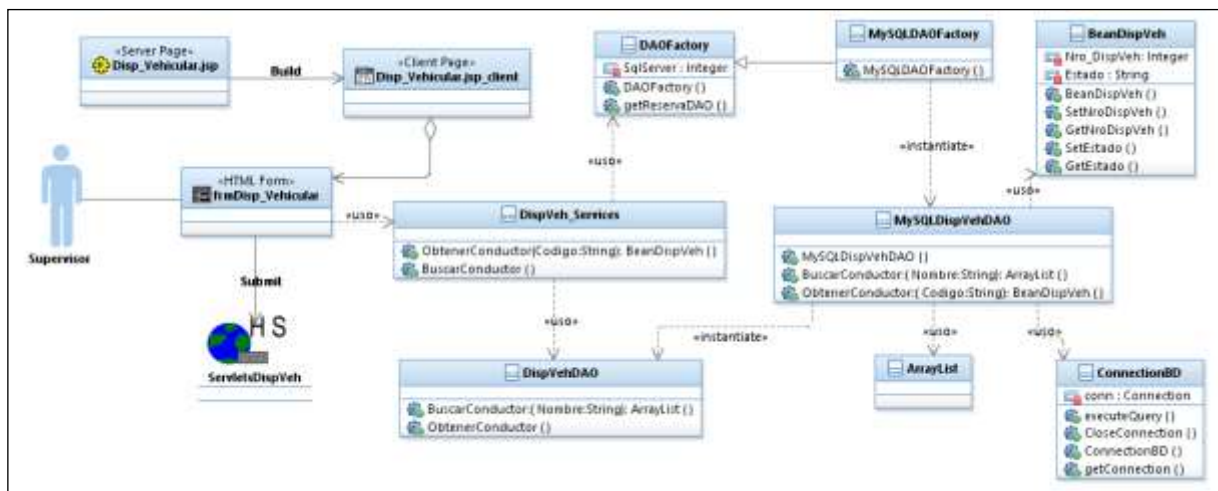 «Server Page»
Disp_Vehicular.jsp
Build
«Client Page»
Disp_Vehicular.jsp_client
DAOFactory
SqlServer : Integer
DAOFactory ()
getReservaDAO ()
MySQLDAOFactory
MySQLDAOFactory ()
BeanDispVeh
Nro_DispVeh: Integer
Estado : String
BeanDispVeh ()
SetNroDispVeh ()
GetNroDispVeh ()
SetEstado ()
GetEstado ()
«uso»
«instantiate»
«uso»
Supervisor
«HTML Form»
frmDisp_Vehicular
«uso»
DispVeh_Services
ObtenerConductor(Codigo:String): BeanDispVeh ()
BuscarConductor ()
MySQLDispVehDAO
MySQLDispVehDAO ()
BuscarConductor:( Nombre:String): ArrayList ()
ObtenerConductor:( Codigo:String): BeanDispVeh ()
Submit
H S
ServletsDispVeh
«uso»
«instantiate»
«uso»
«uso»
DispVehDAO
BuscarConductor:( Nombre:String): ArrayList ()
ObtenerConductor ()
ArrayList
ConnectionBD
conn : Connection
executeQuery ()
CloseConnection ()
ConnectionBD ()
getConnection ()